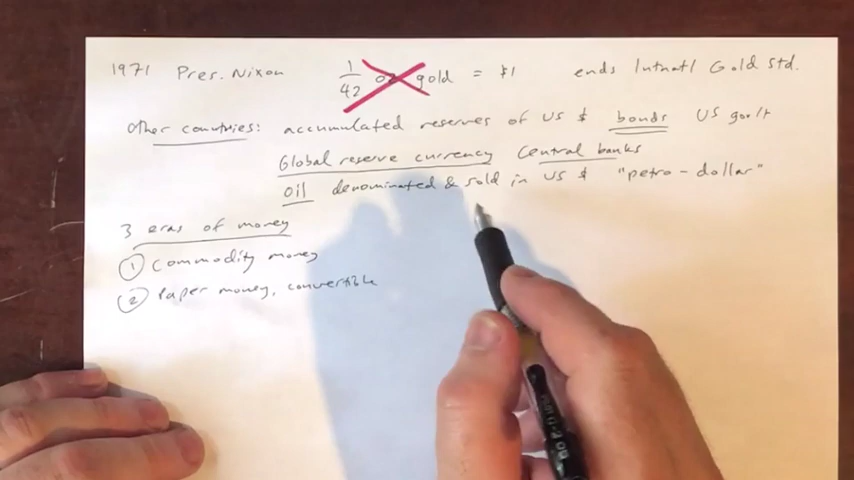 1971 Pres. Nixon 1/42 oz gold = $1 ends Intnat'l Gold Std.
Other countries: accumulated reserves of US $ bonds US gov't
Global reserve currency Central banks
Oil denominated & sold in US $ "petro-dollar"
3 eras of money
① Commodity money
② Paper money, convertible